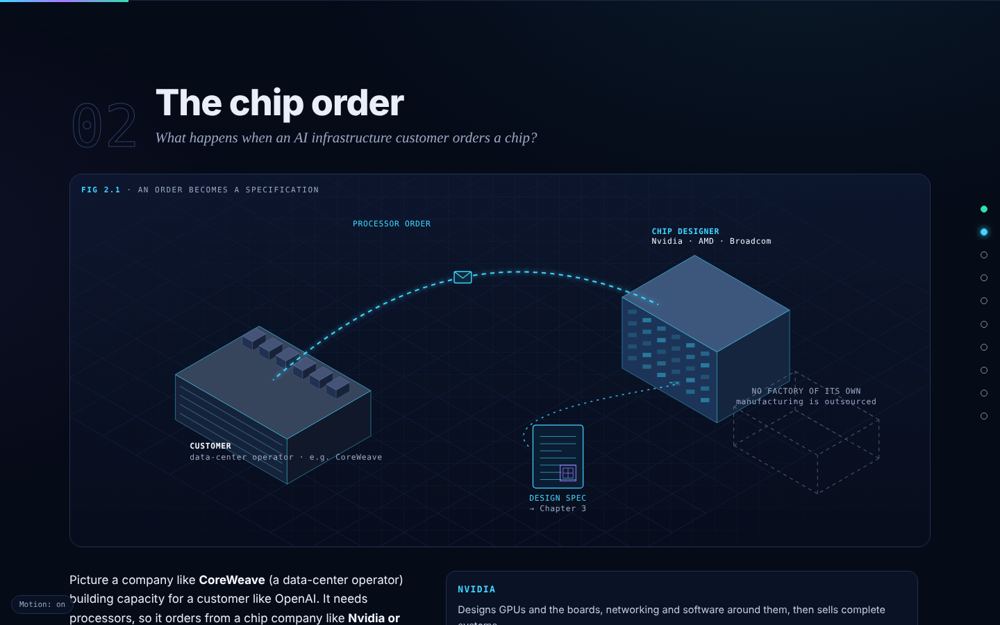 02
The chip order
What happens when an AI infrastructure customer orders a chip?
FIG 2.1 · AN ORDER BECOMES A SPECIFICATION
PROCESSOR ORDER
CHIP DESIGNER
Nvidia · AMD · Broadcom
NO FACTORY OF ITS OWN
manufacturing is outsourced
CUSTOMER
data-center operator · e.g. CoreWeave
DESIGN SPEC
→ Chapter 3
Picture a company like CoreWeave (a data-center operator)
building capacity for a customer like OpenAI. It needs
processors, so it orders from a chip company like Nvidia or
NVIDIA
Designs GPUs and the boards, networking and software around them, then sells complete
systems.
Motion: on